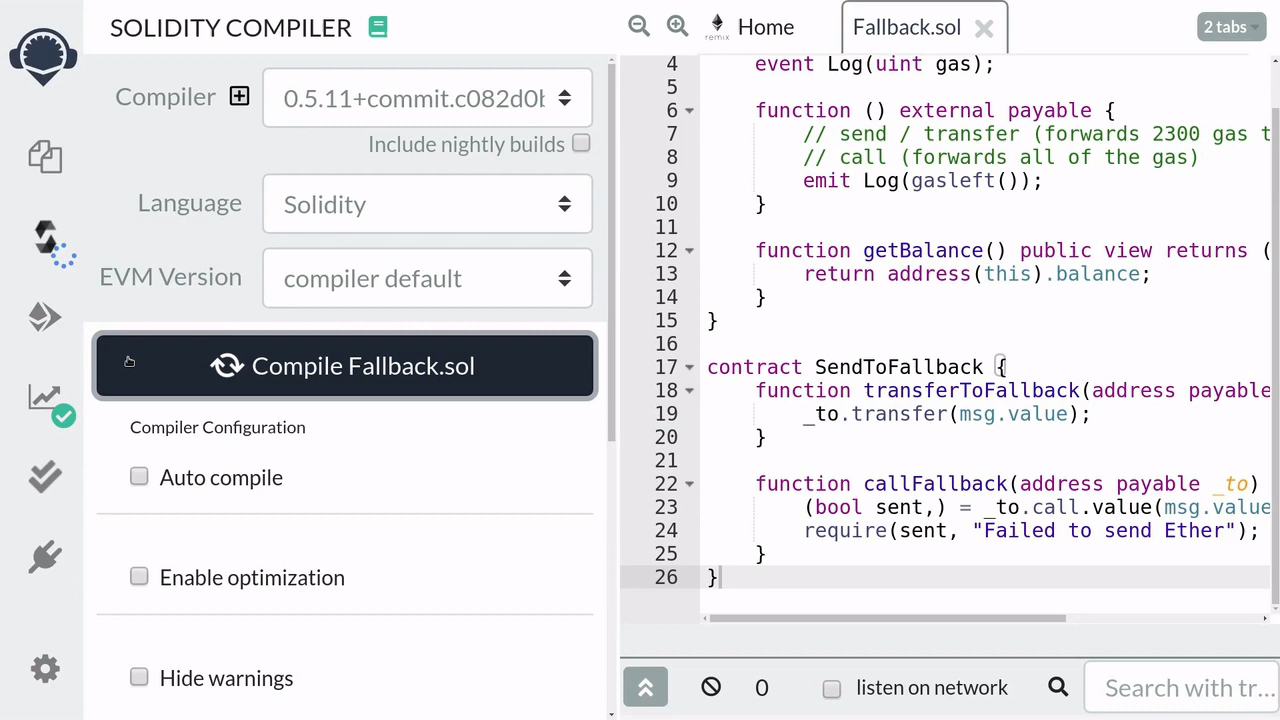 SOLIDITY COMPILER
Compiler
0.5.11+commit.c082d0b
Include nightly builds
Language
Solidity
EVM Version
compiler default
Compile Fallback.sol
Compiler Configuration
Auto compile
Enable optimization
Hide warnings
remix
Home
Fallback.sol
2 tabs
4 event Log(uint gas);
5
6 function () external payable {
7 // send / transfer (forwards 2300 gas t
8 // call (forwards all of the gas)
9 emit Log(gasleft());
10 }
11
12 function getBalance() public view returns (
13 return address(this).balance;
14 }
15 }
16
17 contract SendToFallback {
18 function transferToFallback(address payable
19 _to.transfer(msg.value);
20 }
21
22 function callFallback(address payable _to)
23 (bool sent,) = _to.call.value(msg.value
24 require(sent, "Failed to send Ether");
25 }
26 }
0
listen on network
Search with tr...